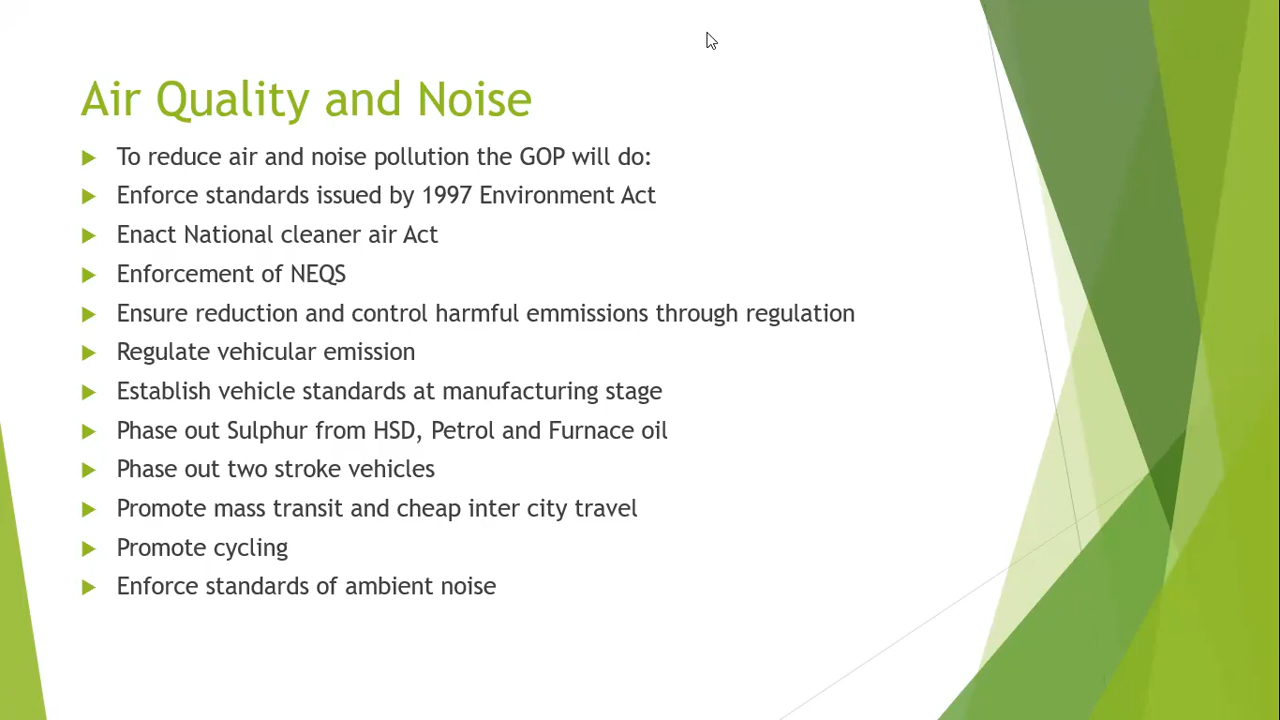 Air Quality and Noise
To reduce air and noise pollution the GOP will do:
Enforce standards issued by 1997 Environment Act
Enact National cleaner air Act
Enforcement of NEQS
Ensure reduction and control harmful emmissions through regulation
Regulate vehicular emission
Establish vehicle standards at manufacturing stage
Phase out Sulphur from HSD, Petrol and Furnace oil
Phase out two stroke vehicles
Promote mass transit and cheap inter city travel
Promote cycling
Enforce standards of ambient noise